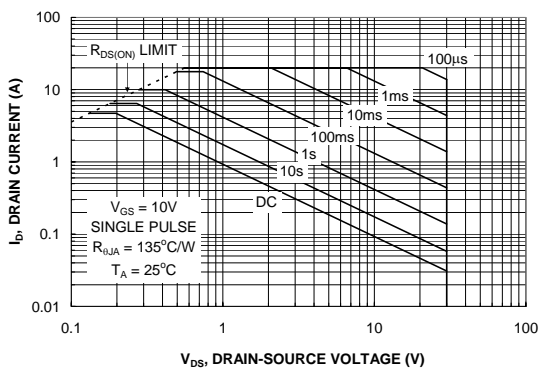 100
R_DS(ON) LIMIT
100µs
10
1ms
10ms
100ms
1
1s
10s
DC
V_GS = 10V
SINGLE PULSE
R_θJA = 135°C/W
T_A = 25°C
0.1
0.01
0.1
1
10
100
I_D, DRAIN CURRENT (A)
V_DS, DRAIN-SOURCE VOLTAGE (V)